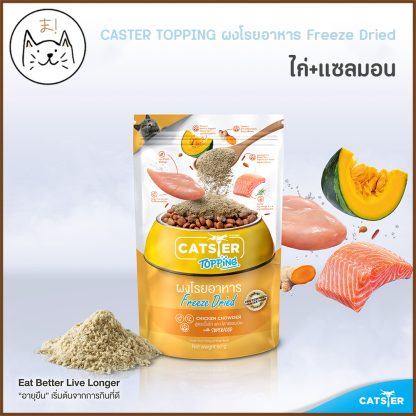 ま!
CASTER TOPPING ผงโรยอาหาร Freeze Dried
ไก่+แซลมอน
CATSTER
TOPPING
ผงโรยอาหาร
Freeze Dried
CHICKEN CHOWDER
Eat Better Live Longer
"อายุยืน" เริ่มต้นจากการกินที่ดี
CATSTER